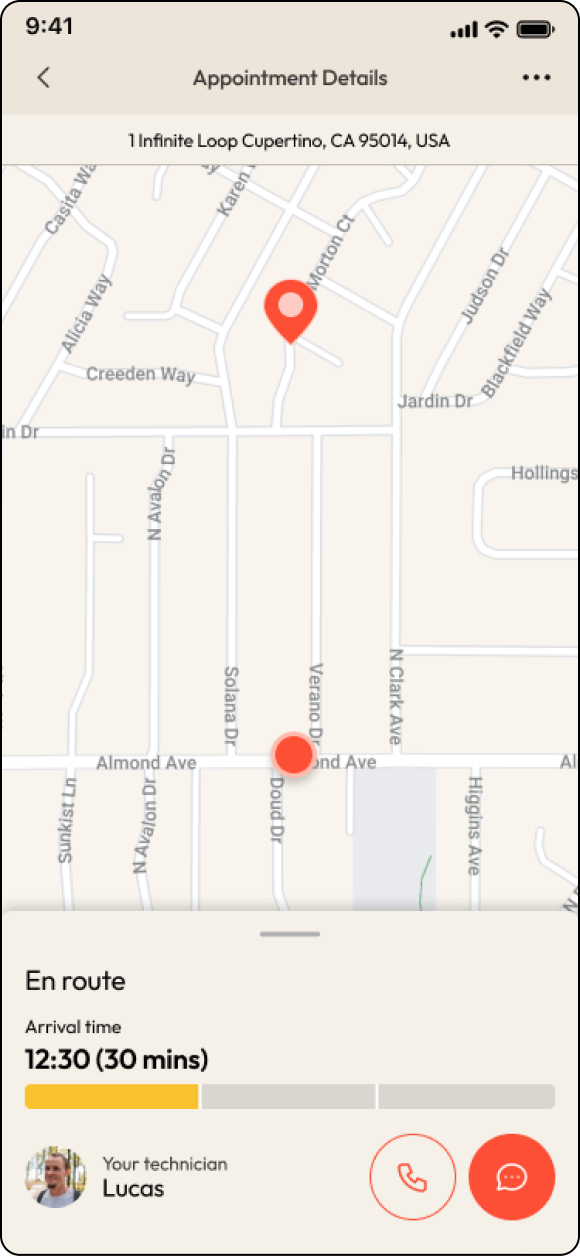 9:41
Appointment Details
1 Infinite Loop Cupertino, CA 95014, USA
Casita Wa
Karen
Morton Ct
Alicia Way
Judson Dr
Blackfield Way
Creeden Way
Jardin Dr
in Dr
N Avalon Dr
Hollings
Solana Dr
Verano Dr
N Clark Ave
Almond Ave
ond Ave
Al
Sunkist Ln
N Avalon Dr
Doud Dr
Higgins Ave
En route
Arrival time
12:30 (30 mins)
Your technician
Lucas